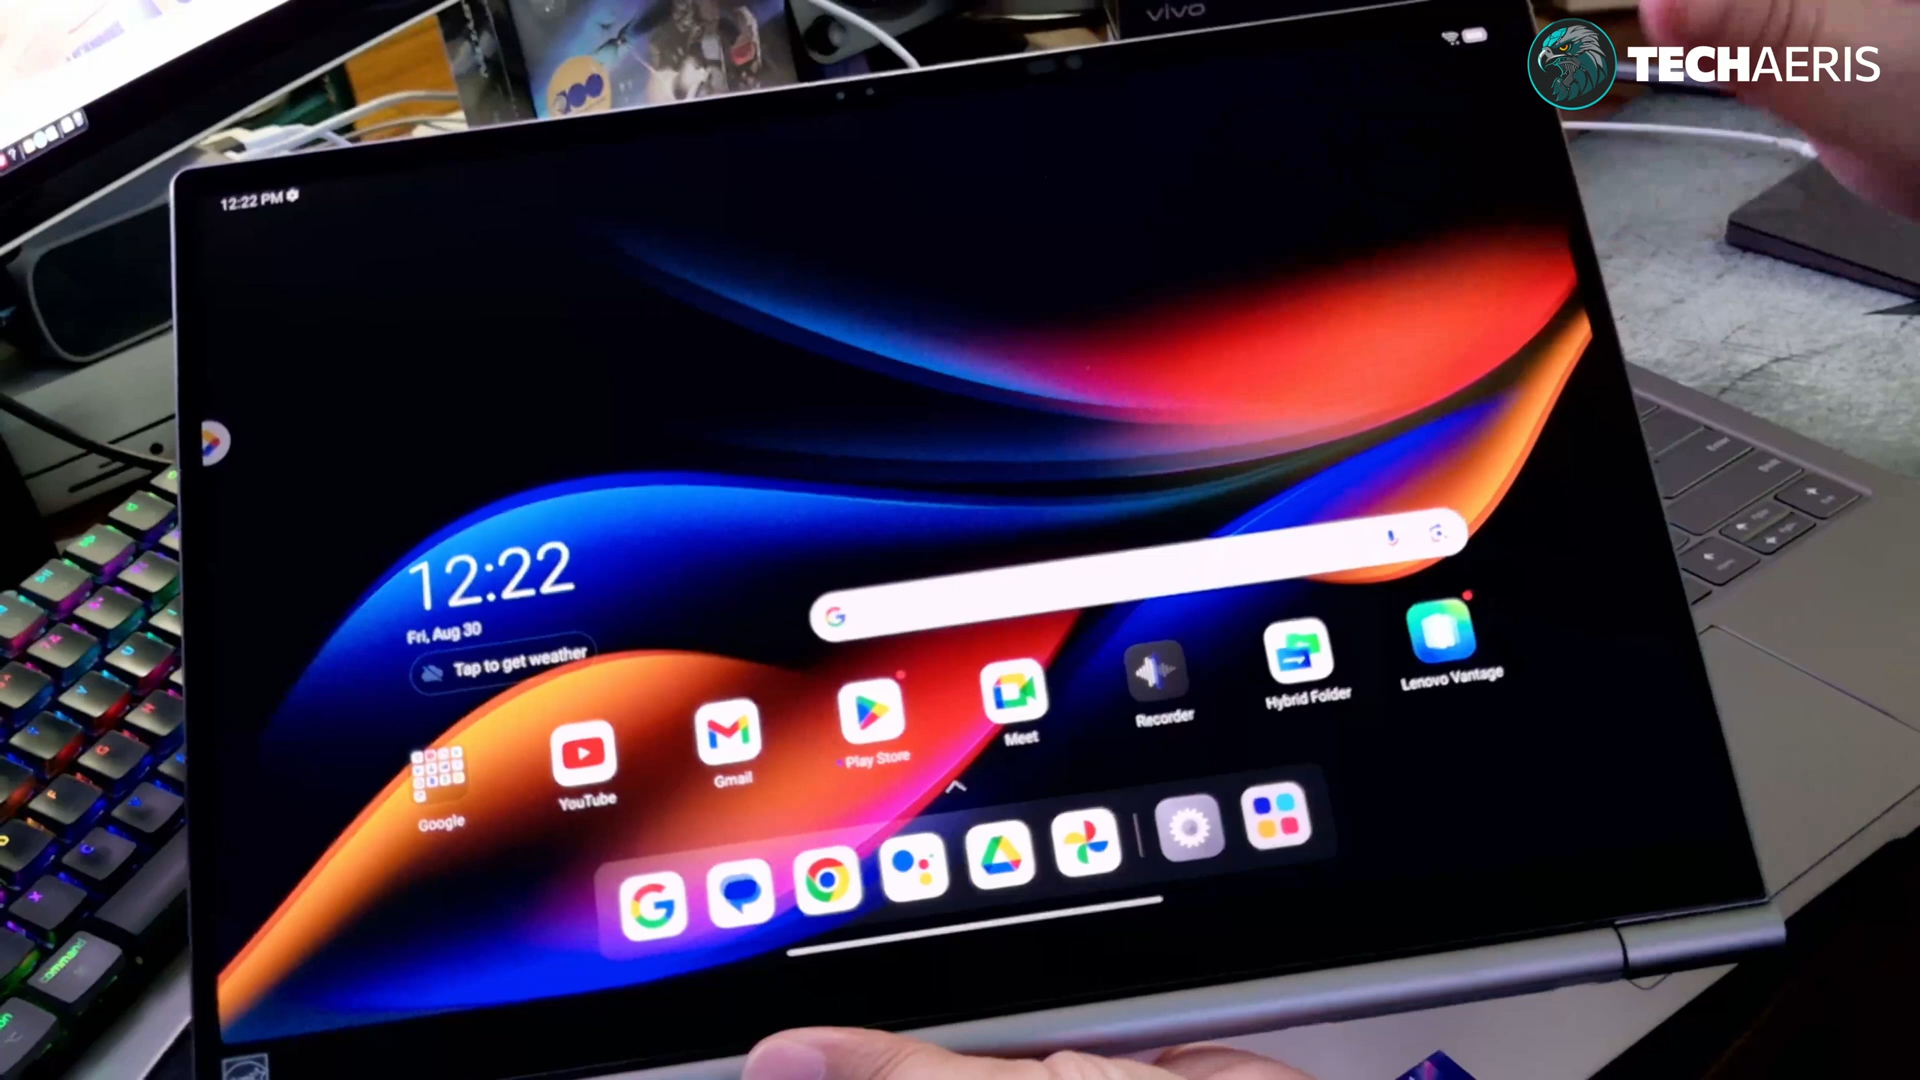 vivo
TECHAERIS
12:22 PM
12:22
Fri, Aug 30
Tap to get weather
Google
YouTube
Gmail
Play Store
Meet
Recorder
Hybrid Folder
Lenovo Vantage
command